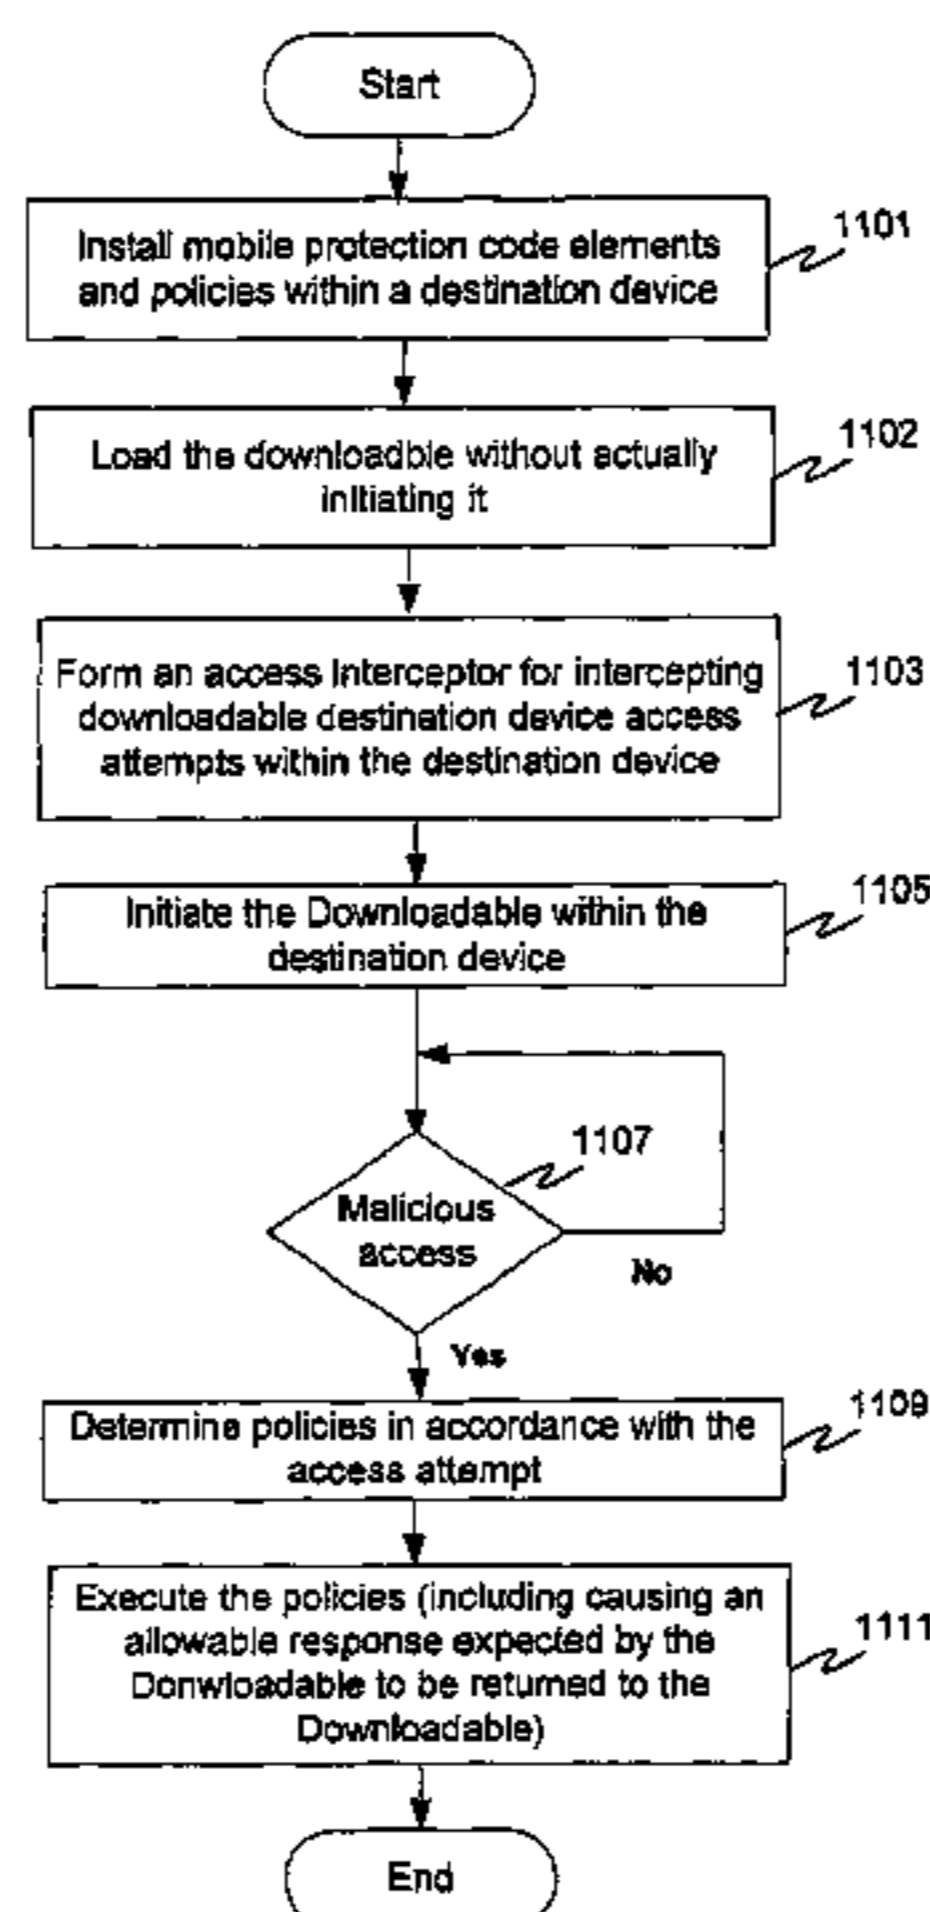 Start
Install mobile protection code elements
and policies within a destination device
1101
Load the downloadble without actually
initiating it
1102
Form an access Interceptor for intercepting
downloadable destination device access
attempts within the destination device
1103
Initiate the Downloadable within the
destination device
1105
Malicious
access
1107
No
Yes
Determine policies in accordance with the
access attempt
1109
Execute the policies (including causing an
allowable response expected by the
Donwloadable to be returned to the
Downloadable)
1111
End